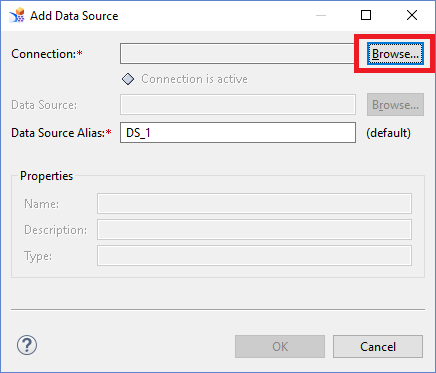 Add Data Source
Connection:* Browse...
Connection is active
Data Source: Browse...
Data Source Alias:* DS_1 (default)
Properties
Name:
Description:
Type:
? OK Cancel